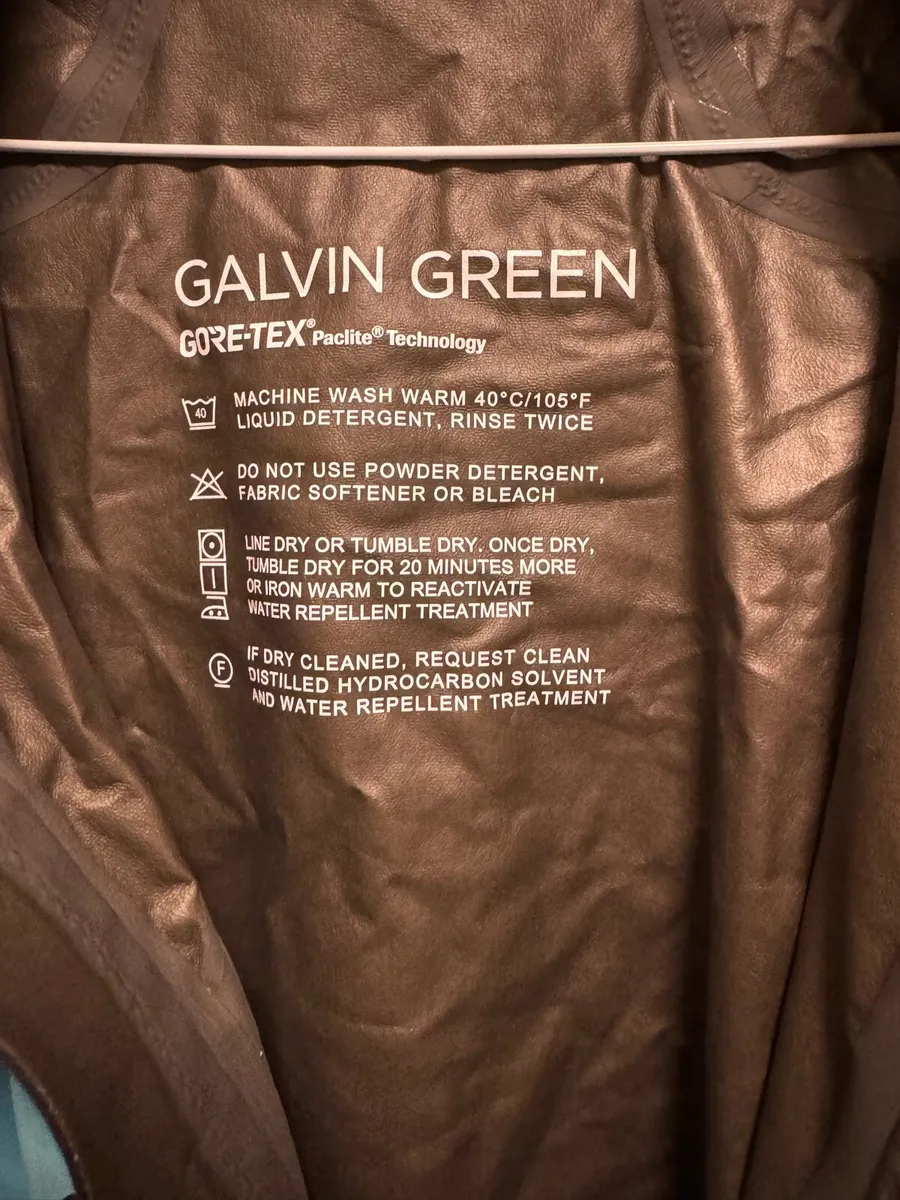 GALVIN GREEN
GORE-TEX® Paclite® Technology
40 MACHINE WASH WARM 40°C/105°F
LIQUID DETERGENT, RINSE TWICE
DO NOT USE POWDER DETERGENT,
FABRIC SOFTENER OR BLEACH
LINE DRY OR TUMBLE DRY. ONCE DRY,
TUMBLE DRY FOR 20 MINUTES MORE
OR IRON WARM TO REACTIVATE
WATER REPELLENT TREATMENT
F IF DRY CLEANED, REQUEST CLEAN
DISTILLED HYDROCARBON SOLVENT
AND WATER REPELLENT TREATMENT